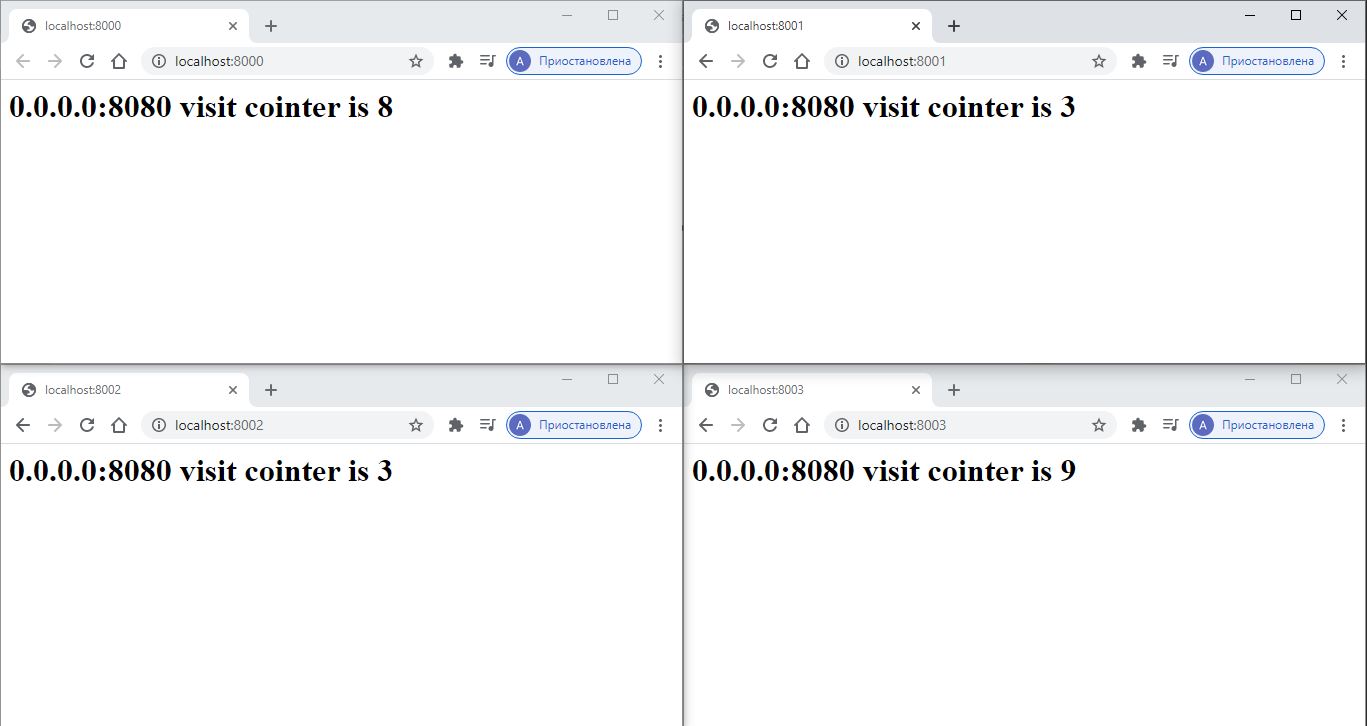 localhost:8000
localhost:8000
A Приостановлена
0.0.0.0:8080 visit cointer is 8
localhost:8001
localhost:8001
A Приостановлена
0.0.0.0:8080 visit cointer is 3
localhost:8002
localhost:8002
A Приостановлена
0.0.0.0:8080 visit cointer is 3
localhost:8003
localhost:8003
A Приостановлена
0.0.0.0:8080 visit cointer is 9